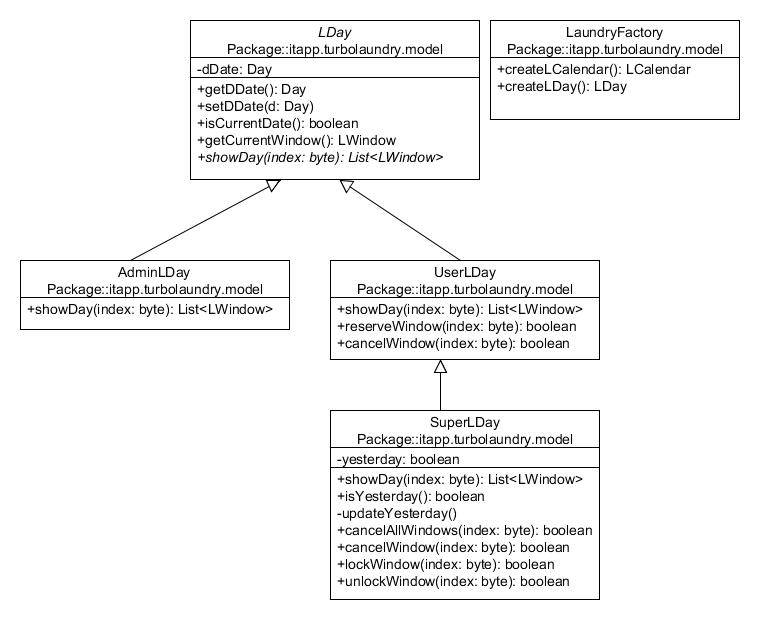 LDay
Package::itapp.turbolaundry.model
-dDate: Day
+getDDate(): Day
+setDDate(d: Day)
+isCurrentDate(): boolean
+getCurrentWindow(): LWindow
+showDay(index: byte): List<LWindow>
LaundryFactory
Package::itapp.turbolaundry.model
+createLCalendar(): LCalendar
+createLDay(): LDay
AdminLDay
Package::itapp.turbolaundry.model
+showDay(index: byte): List<LWindow>
UserLDay
Package::itapp.turbolaundry.model
+showDay(index: byte): List<LWindow>
+reserveWindow(index: byte): boolean
+cancelWindow(index: byte): boolean
SuperLDay
Package::itapp.turbolaundry.model
-yesterday: boolean
+showDay(index: byte): List<LWindow>
+isYesterday(): boolean
-updateYesterday()
+cancelAllWindows(index: byte): boolean
+cancelWindow(index: byte): boolean
+lockWindow(index: byte): boolean
+unlockWindow(index: byte): boolean